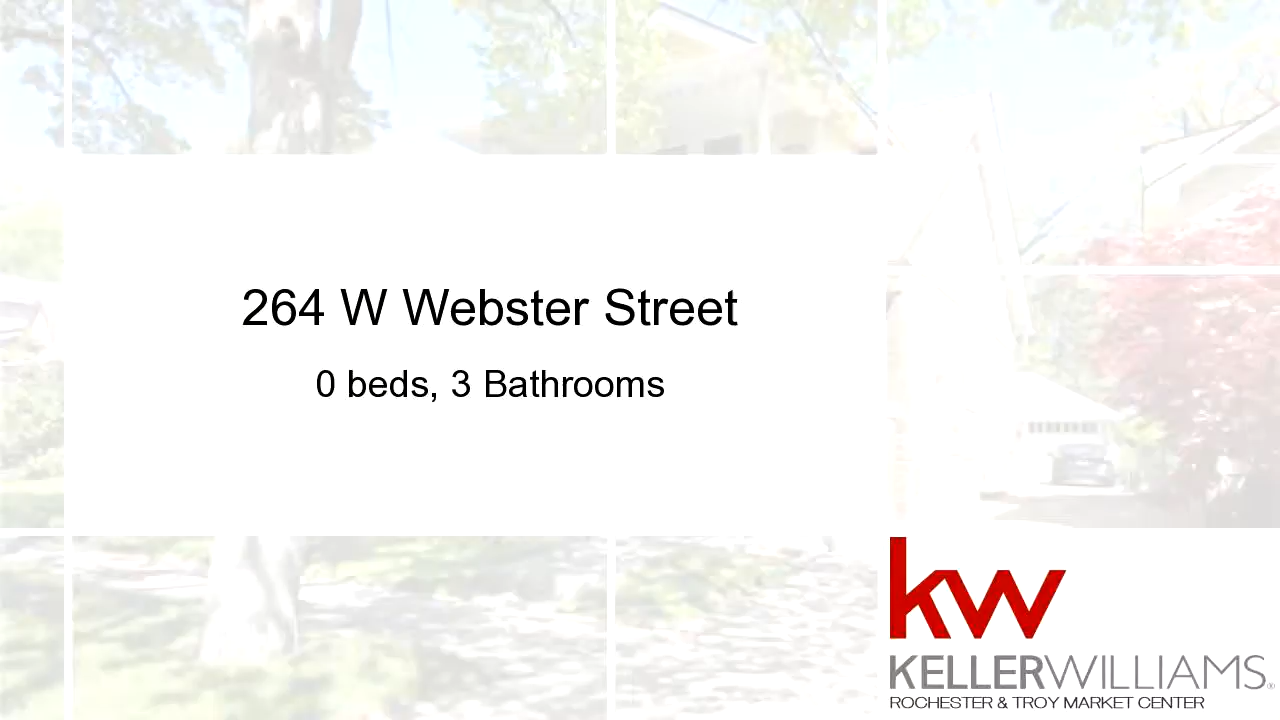 264 W Webster Street
0 beds, 3 Bathrooms
kw
KELLERWILLIAMS®
ROCHESTER & TROY MARKET CENTER